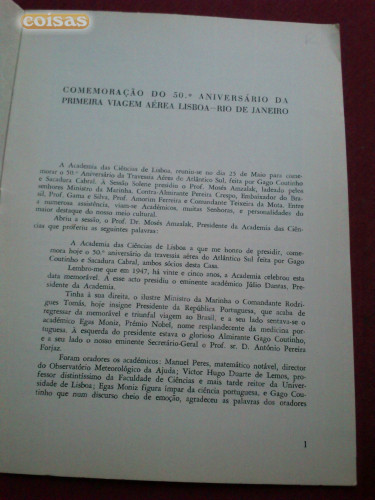 coisas
COMEMORAÇÃO DO 50.º ANIVERSÁRIO DA
PRIMEIRA VIAGEM AÉREA LISBOA—RIO DE JANEIRO
A Academia das Ciências de Lisboa, reuniu-se no dia 25 de Maio para come-
morar o 50.º Aniversário da Travessia Aérea do Atlântico Sul, feita por Gago Coutinho
e Sacadura Cabral. À Sessão Solene presidiu o Prof. Moses Amzalak, ladeado pelos
senhores Ministro da Marinha, Contra-Almirante Pereira Crespo, Embaixador do Bra-
sil, Prof. Gama e Silva, Prof. Amorim Ferreira e Comandante Teixeira da Mota. Entre
a numerosa assistência, viam-se Académicos, muitas Senhoras, e personalidades do
maior destaque do nosso meio cultural.
Abriu a sessão, o Prof. Dr. Moses Amzalak, Presidente da Academia das Ciên-
cias que proferiu as seguintes palavras:
A Academia das Ciências de Lisboa a que me honro de presidir, come-
mora hoje o 50.º aniversário da travessia aérea do Atlântico Sul feita por Gago
Coutinho e Sacadura Cabral, ambos sócios desta Casa.
Lembro-me que em 1947, há vinte e cinco anos, a Academia celebrou esta
data memorável. A esse acto presidiu o eminente académico Júlio Dantas, Pre-
sidente da Academia.
Tinha à sua direita, o ilustre Ministro da Marinha o Comandante Rodri-
gues Tomás, hoje insigne Presidente da República Portuguesa, que acaba de
regressar da memorável e triunfal viagem ao Brasil, e a seu lado sentava-se o
académico Egas Moniz, Prémio Nobel, nome resplandecente da medicina por-
tuguesa. À esquerda do presidente estava o glorioso Almirante Gago Coutinho,
e a seu lado o nosso eminente Secretário-Geral o Prof. sr. D. António Pereira
Forjaz.
Foram oradores os académicos: Manuel Peres, matemático notável, director
do Observatório Meteorológico da Ajuda; Victor Hugo Duarte de Lemos, pro-
fessor distintíssimo da Faculdade de Ciências e mais tarde reitor da Univer-
sidade de Lisboa; Egas Moniz figura ímpar da ciência portuguesa, e Gago Cou-
tinho que num discurso cheio de emoção, agradeceu as palavras dos oradores
1